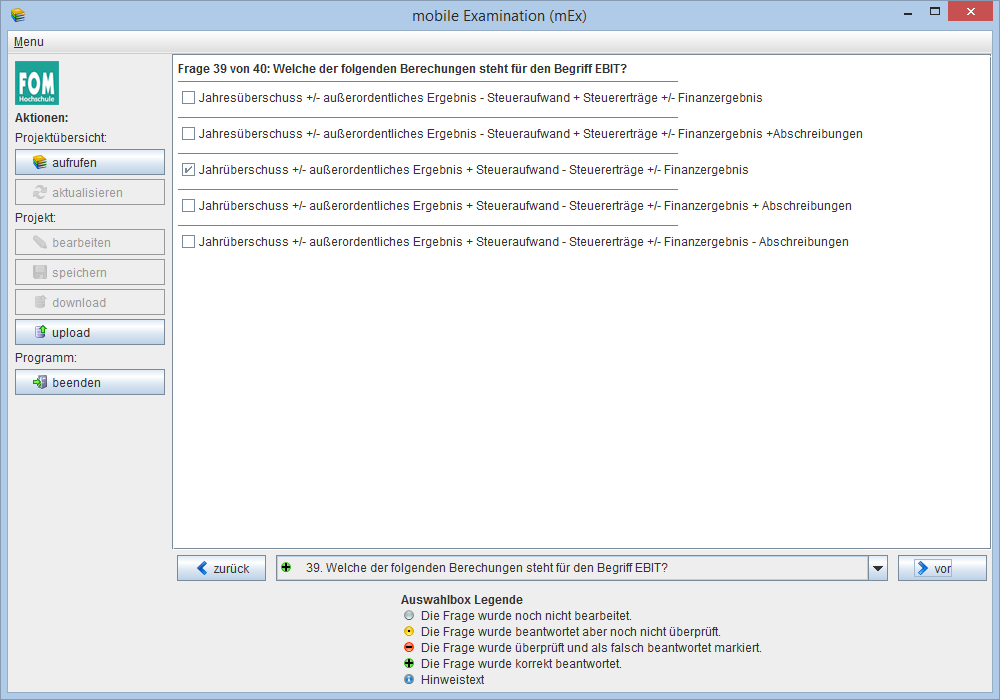 mobile Examination (mEx)
Menu
FOM
Hochschule
Aktionen:
Projektübersicht:
aufrufen
aktualisieren
Projekt:
bearbeiten
speichern
download
upload
Programm:
beenden
Frage 39 von 40: Welche der folgenden Berechungen steht für den Begriff EBIT?
Jahresüberschuss +/- außerordentliches Ergebnis - Steueraufwand + Steuererträge +/- Finanzergebnis
Jahresüberschuss +/- außerordentliches Ergebnis - Steueraufwand + Steuererträge +/- Finanzergebnis +Abschreibungen
Jahrüberschuss +/- außerordentliches Ergebnis + Steueraufwand - Steuererträge +/- Finanzergebnis
Jahrüberschuss +/- außerordentliches Ergebnis + Steueraufwand - Steuererträge +/- Finanzergebnis + Abschreibungen
Jahrüberschuss +/- außerordentliches Ergebnis + Steueraufwand - Steuererträge +/- Finanzergebnis - Abschreibungen
zurück
39. Welche der folgenden Berechungen steht für den Begriff EBIT?
vor
Auswahlbox Legende
Die Frage wurde noch nicht bearbeitet.
Die Frage wurde beantwortet aber noch nicht überprüft.
Die Frage wurde überprüft und als falsch beantwortet markiert.
Die Frage wurde korrekt beantwortet.
Hinweistext